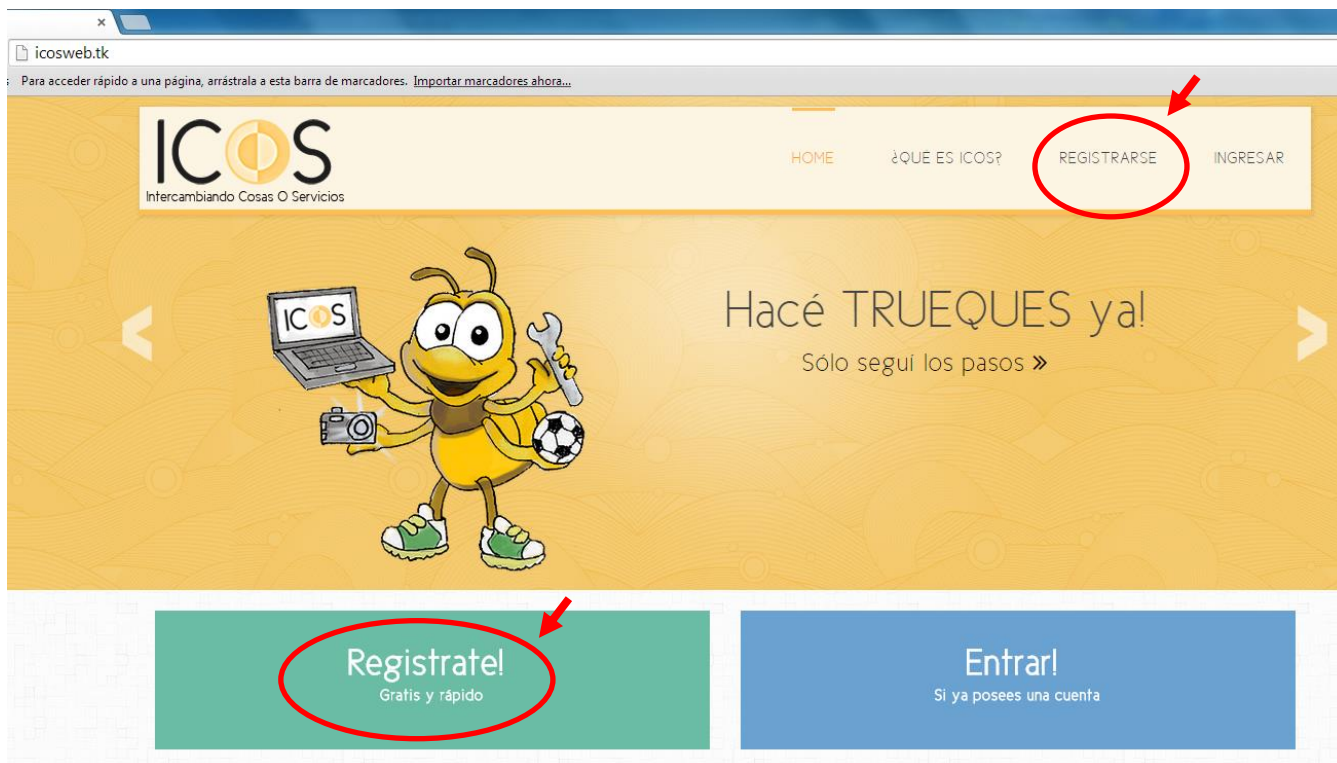 icosweb.tk
Para acceder rápido a una página, arrástrala a esta barra de marcadores. Importar marcadores ahora...
ICOS
Intercambiando Cosas O Servicios
HOME ¿QUÉ ES ICOS? REGISTRARSE INGRESAR
ICOS
Hacé TRUEQUES ya!
Sólo seguí los pasos »
Registrate!
Gratis y rápido
Entrar!
Si ya posees una cuenta